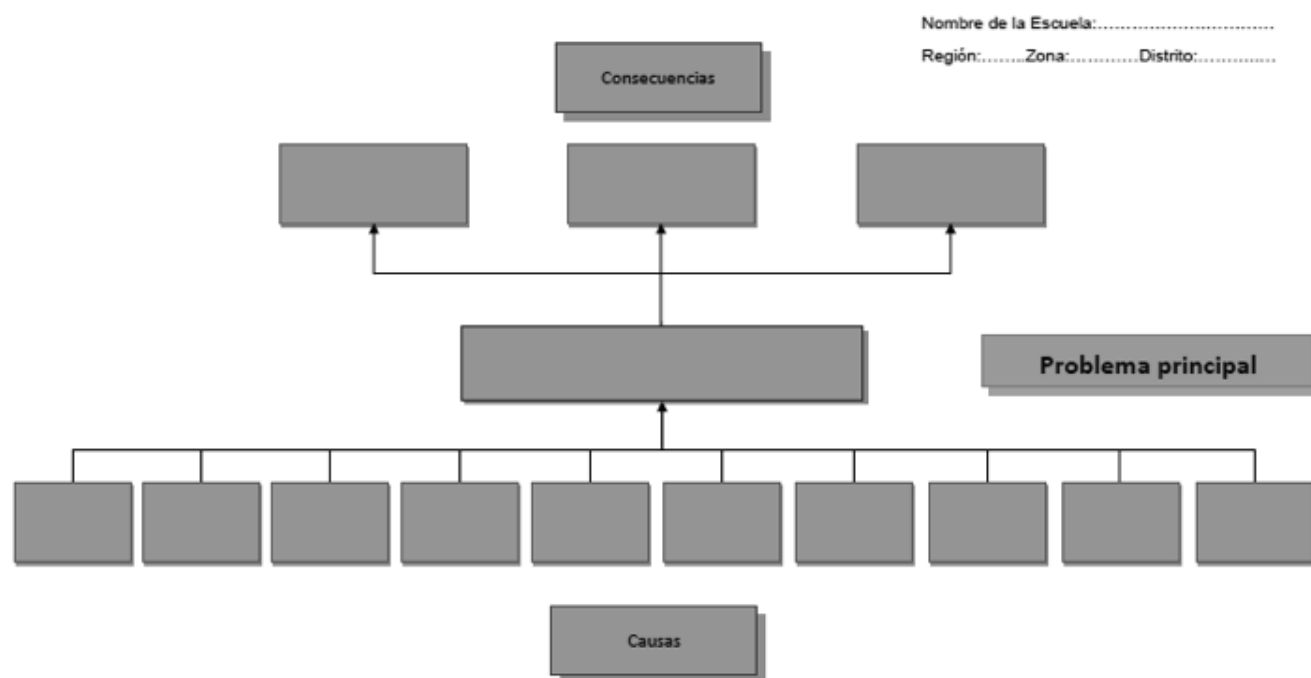 Nombre de la Escuela:..................................
Región:........Zona:.............Distrito:...............
Consecuencias
Problema principal
Causas